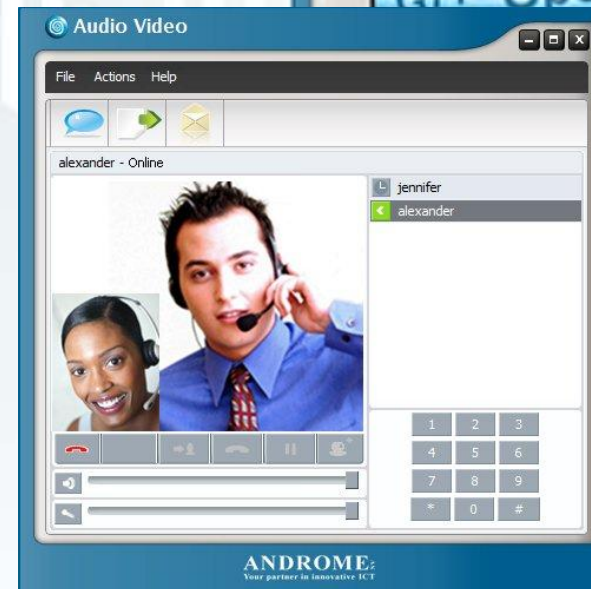 Audio Video
File Actions Help
alexander - Online
jennifer
alexander
1 2 3
4 5 6
7 8 9
* 0 #
ANDROME
Your partner in innovative ICT